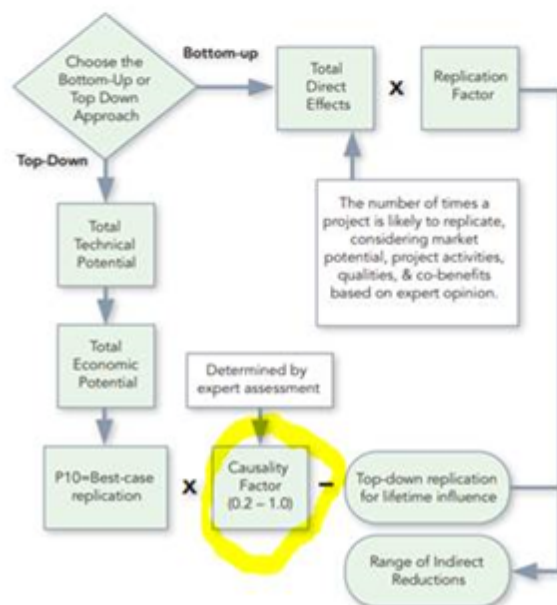 Choose the
Bottom-Up or
Top Down
Approach
Bottom-up
Total
Direct
Effects
x
Replication
Factor
Top-Down
The number of times a
project is likely to replicate,
considering market
potential, project activities,
qualities, & co-benefits
based on expert opinion.
Total
Technical
Potential
Total
Economic
Potential
Determined by
expert assessment
P10=Best-case
replication
x
Causality
Factor
(0.2 – 1.0)
–
Top-down replication
for lifetime influence
Range of Indirect
Reductions